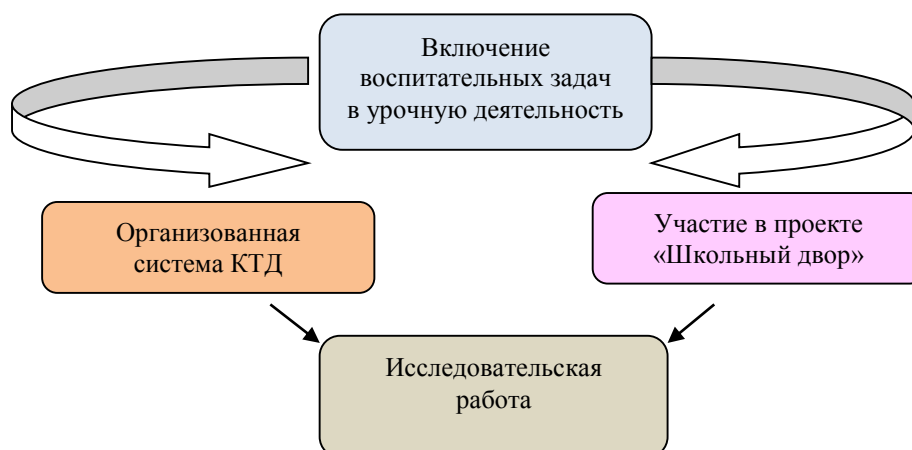 Включение
воспитательных задач
в урочную деятельность
Организованная
система КТД
Участие в проекте
«Школьный двор»
Исследовательская
работа